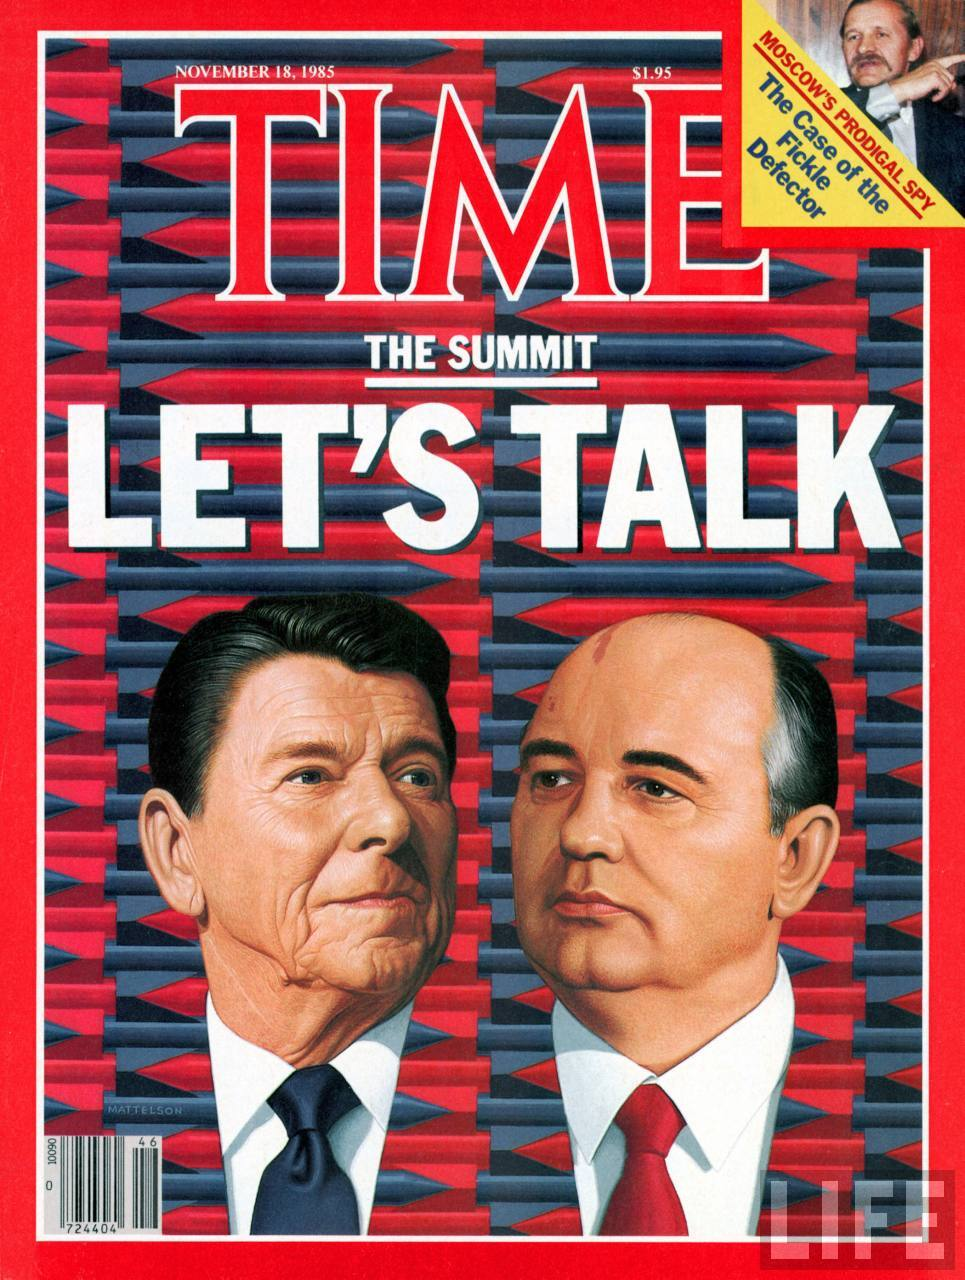 NOVEMBER 18, 1985
$1.95
TIME
MOSCOW'S PRODIGAL SPY
The Case of the
Fickle
Defector
THE SUMMIT
LET'S TALK
MATTELSON
46
0 10090
724404
LIFE